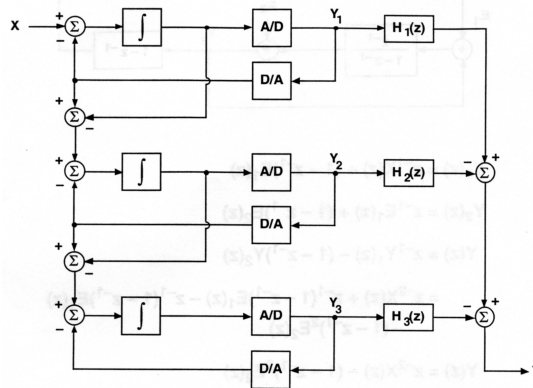 X + Σ ∫ A/D Y₁ H₁(z)
−
D/A
+
Σ −
+ Σ ∫ A/D Y₂ H₂(z) − Σ +
−
D/A
+
Σ −
+ Σ ∫ A/D Y₃ H₃(z) − Σ +
−
D/A
Y